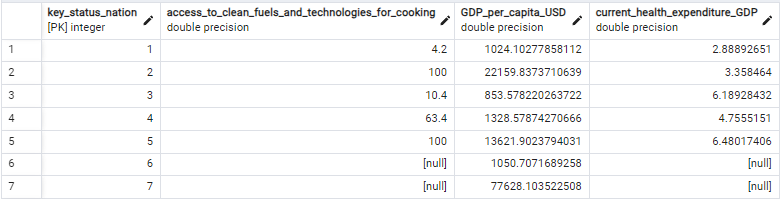 key_status_nation access_to_clean_fuels_and_technologies_for_cooking GDP_per_capita_USD current_health_expenditure_GDP
[PK] integer double precision double precision double precision
1 1 4.2 1024.10277858112 2.88892651
2 2 100 22159.8373710639 3.358464
3 3 10.4 853.578220263722 6.18928432
4 4 63.4 1328.57874270666 4.7555151
5 5 100 13621.9023794031 6.48017406
6 6 [null] 1050.7071689258 [null]
7 7 [null] 77628.103522508 [null]